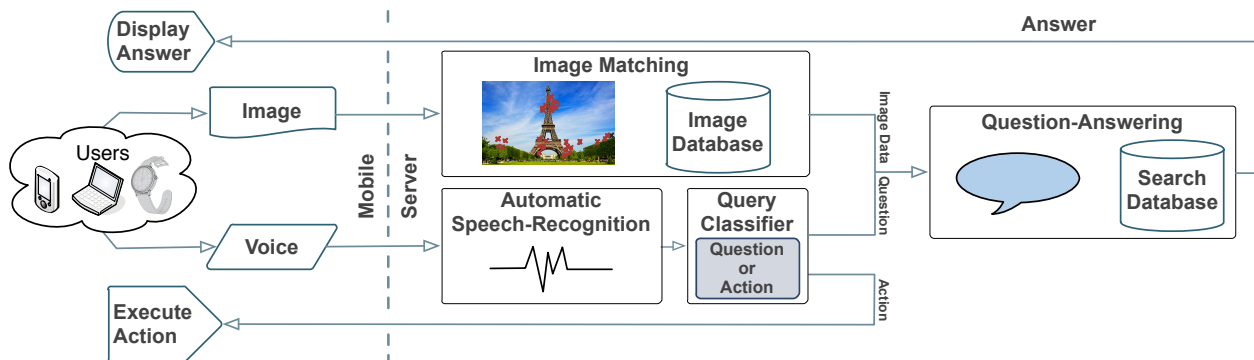 Display
Answer
Answer
Image Matching
Image
Image
Database
Image Data
Question-Answering
Users
Search
Database
Mobile
Server
Question
Automatic
Speech-Recognition
Query
Classifier
Voice
Question
or
Action
Action
Execute
Action